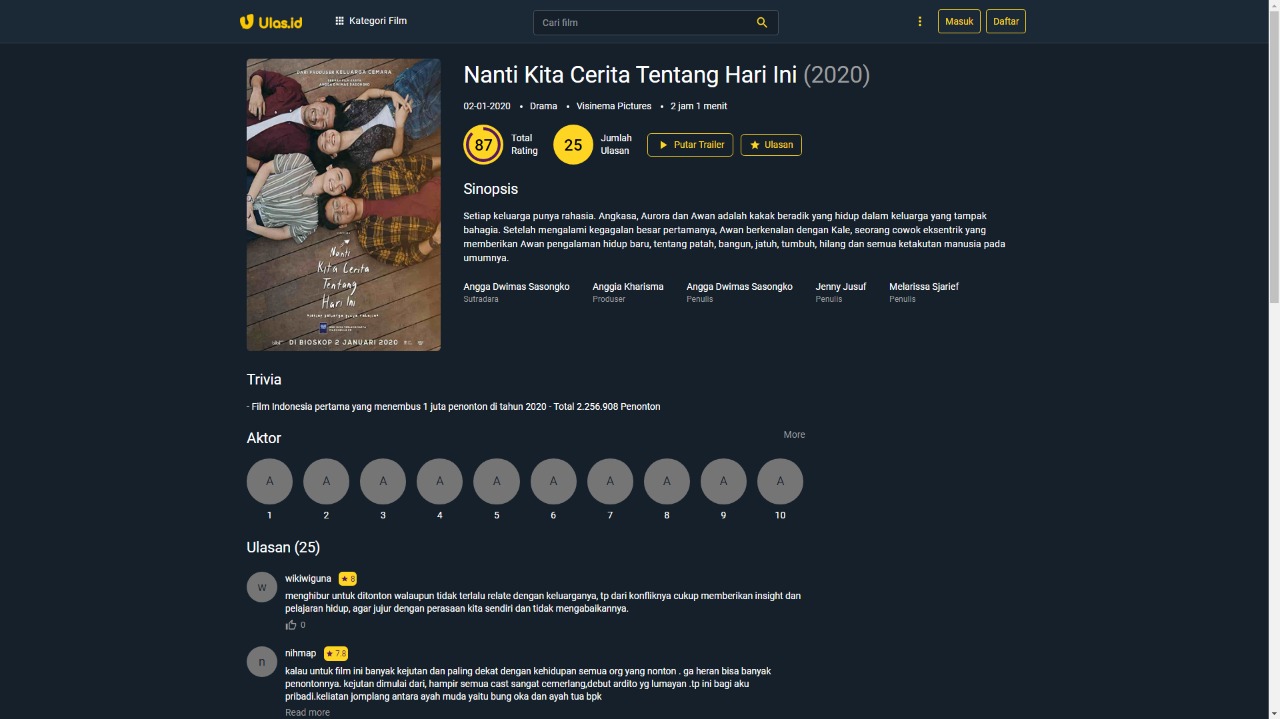 Ulas.id
Kategori Film
Cari film
Masuk
Daftar
DARI PRODUSER KELUARGA CEMARA
ANGGA DWIMAS SASONGKO
Nanti
Kita Cerita
Tentang
Hari Ini
DI BIOSKOP 2 JANUARI 2020
Nanti Kita Cerita Tentang Hari Ini (2020)
02-01-2020 • Drama • Visinema Pictures • 2 jam 1 menit
87
Total
Rating
25
Jumlah
Ulasan
Putar Trailer
Ulasan
Sinopsis
Setiap keluarga punya rahasia. Angkasa, Aurora dan Awan adalah kakak beradik yang hidup dalam keluarga yang tampak
bahagia. Setelah mengalami kegagalan besar pertamanya, Awan berkenalan dengan Kale, seorang cowok eksentrik yang
memberikan Awan pengalaman hidup baru, tentang patah, bangun, jatuh, tumbuh, hilang dan semua ketakutan manusia pada
umumnya.
Angga Dwimas Sasongko Anggia Kharisma Angga Dwimas Sasongko Jenny Jusuf Melarissa Sjarief
Sutradara Produser Penulis Penulis Penulis
Trivia
- Film Indonesia pertama yang menembus 1 juta penonton di tahun 2020 - Total 2.256.908 Penonton
Aktor
More
A A A A A A A A A A
1 2 3 4 5 6 7 8 9 10
Ulasan (25)
w
wikiwiguna ★ 8
menghibur untuk ditonton walaupun tidak terlalu relate dengan keluarganya, tp dari konfliknya cukup memberikan insight dan
pelajaran hidup, agar jujur dengan perasaan kita sendiri dan tidak mengabaikannya.
0
n
nihmap ★ 7.8
kalau untuk film ini banyak kejutan dan paling dekat dengan kehidupan semua org yang nonton . ga heran bisa banyak
penontonnya. kejutan dimulai dari, hampir semua cast sangat cemerlang,debut ardito yg lumayan .tp ini bagi aku
pribadi.keliatan jomplang antara ayah muda yaitu bung oka dan ayah tua bpk
Read more